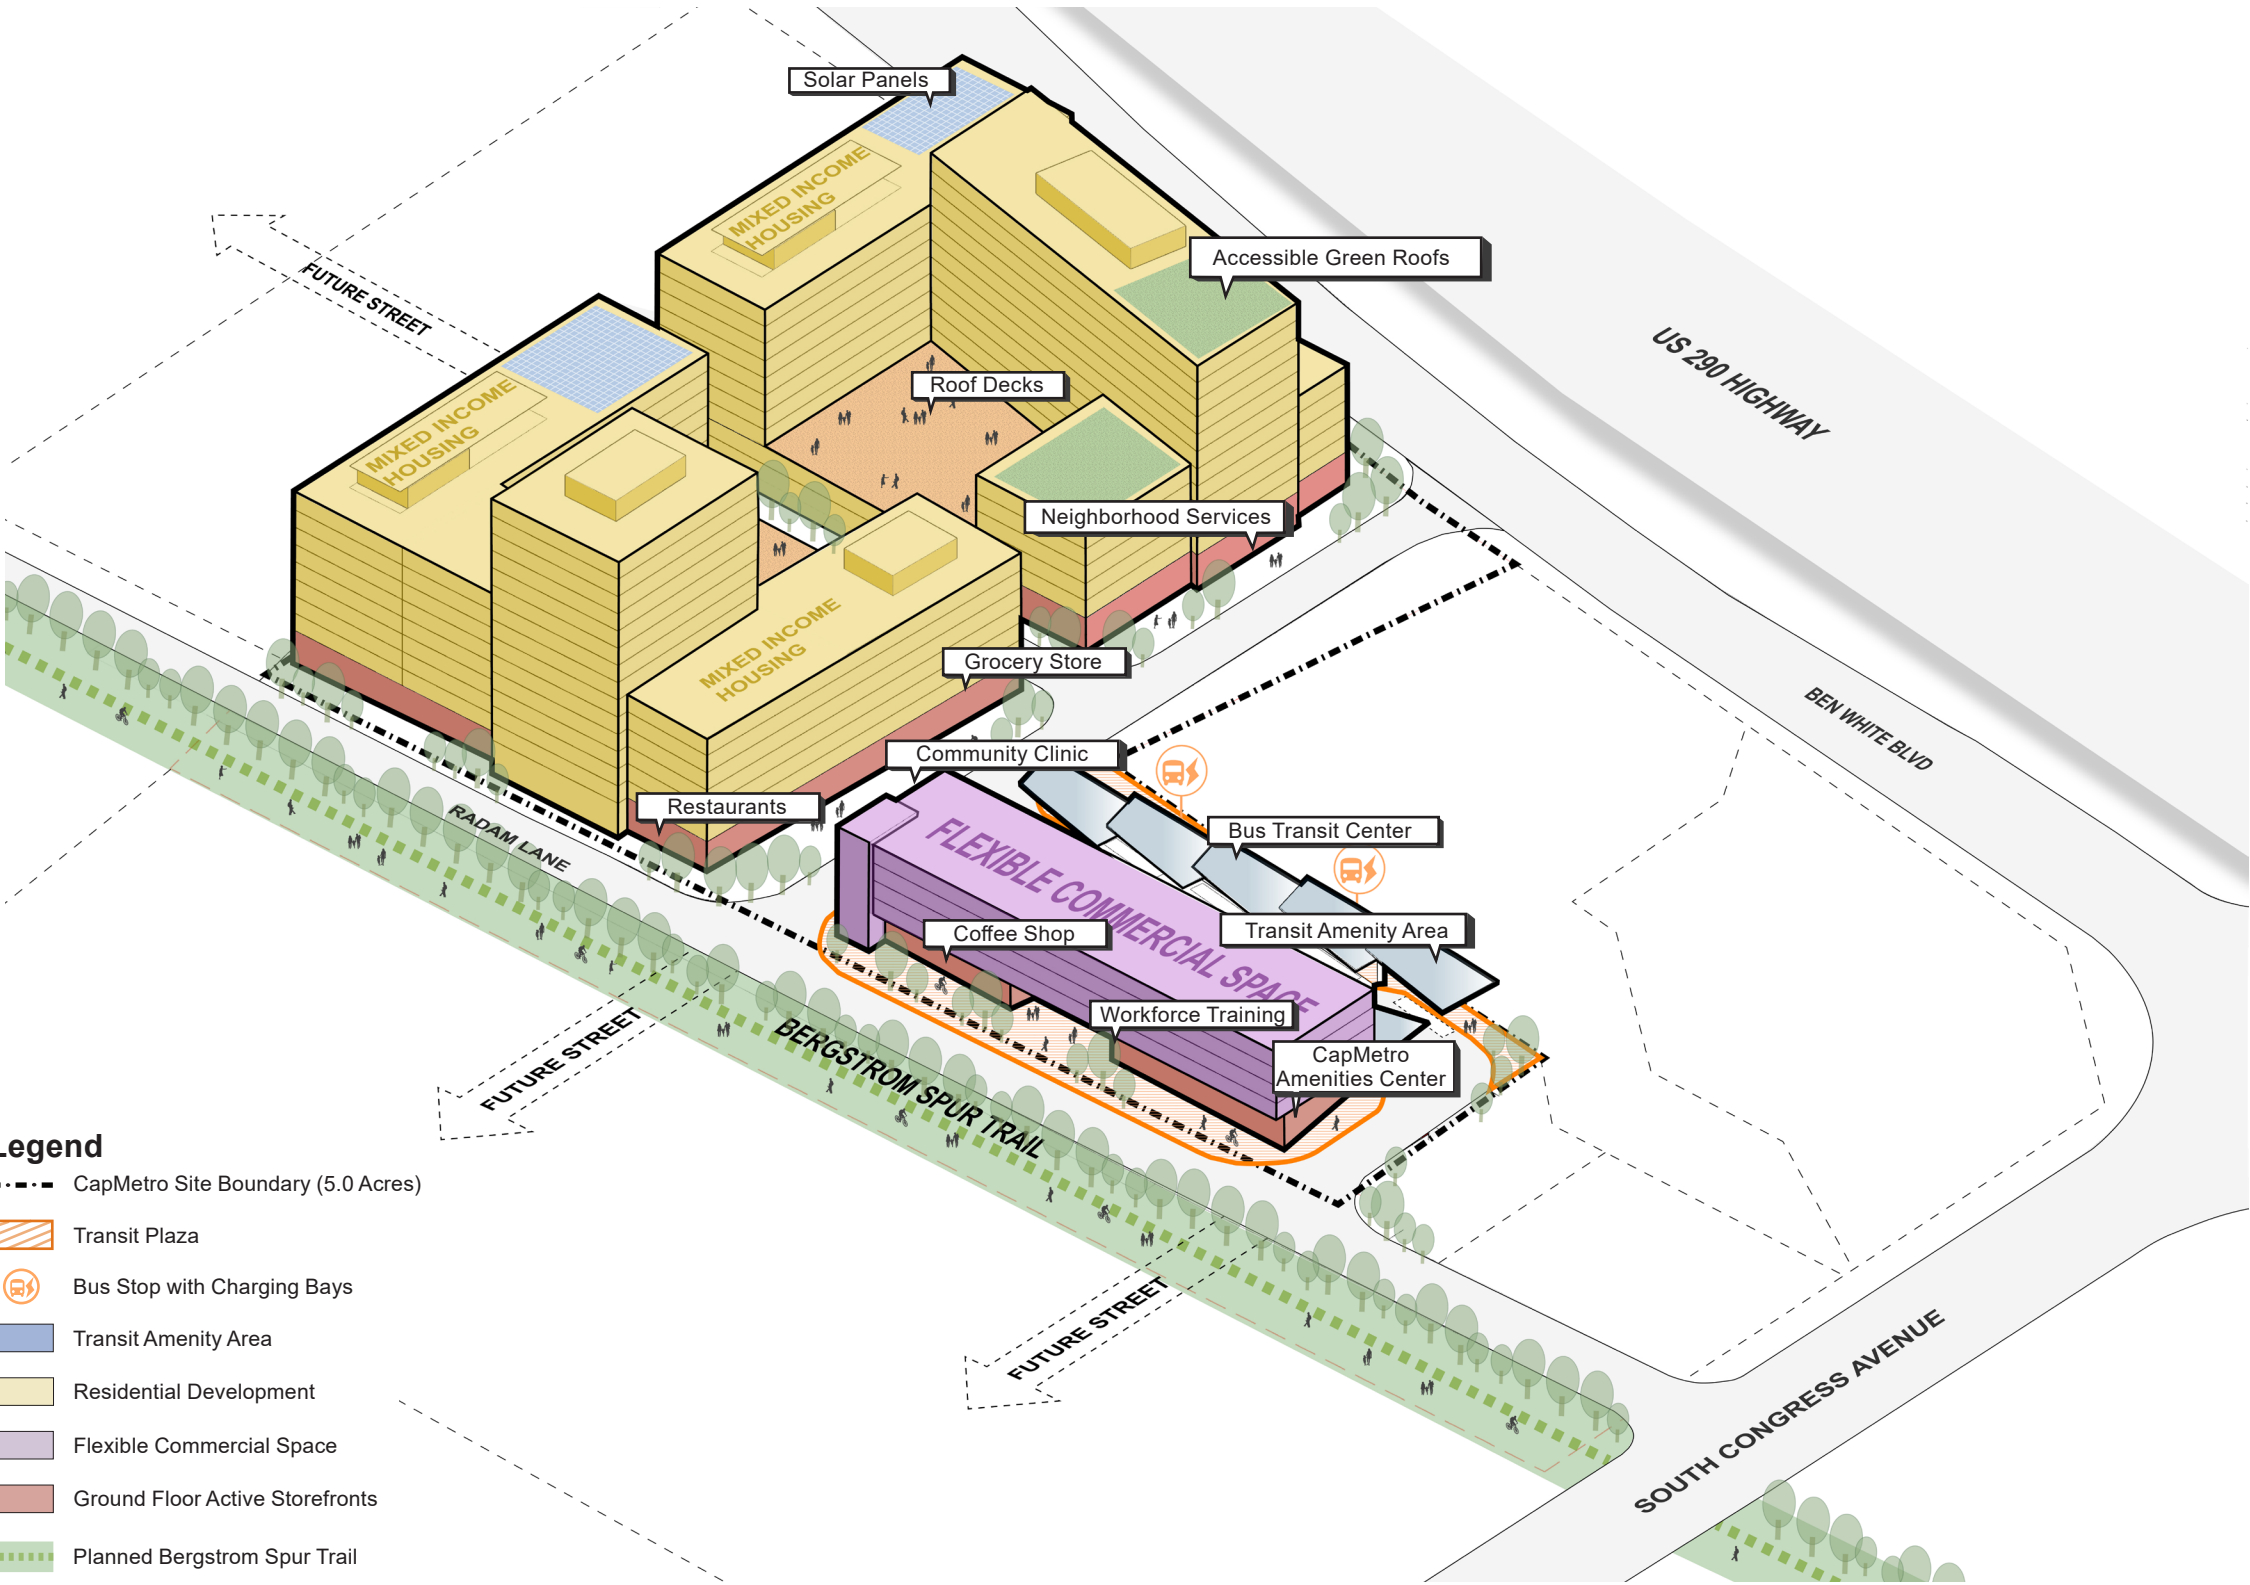 Solar Panels
MIXED INCOME
HOUSING
Accessible Green Roofs
FUTURE STREET
US 290 HIGHWAY
Roof Decks
MIXED INCOME
HOUSING
Neighborhood Services
MIXED INCOME
HOUSING
Grocery Store
BEN WHITE BLVD
Community Clinic
Restaurants
RADAM LANE
Bus Transit Center
FLEXIBLE COMMERCIAL SPACE
Coffee Shop
Transit Amenity Area
Workforce Training
CapMetro
Amenities Center
FUTURE STREET
BERGSTROM SPUR TRAIL
FUTURE STREET
SOUTH CONGRESS AVENUE
Legend
CapMetro Site Boundary (5.0 Acres)
Transit Plaza
Bus Stop with Charging Bays
Transit Amenity Area
Residential Development
Flexible Commercial Space
Ground Floor Active Storefronts
Planned Bergstrom Spur Trail